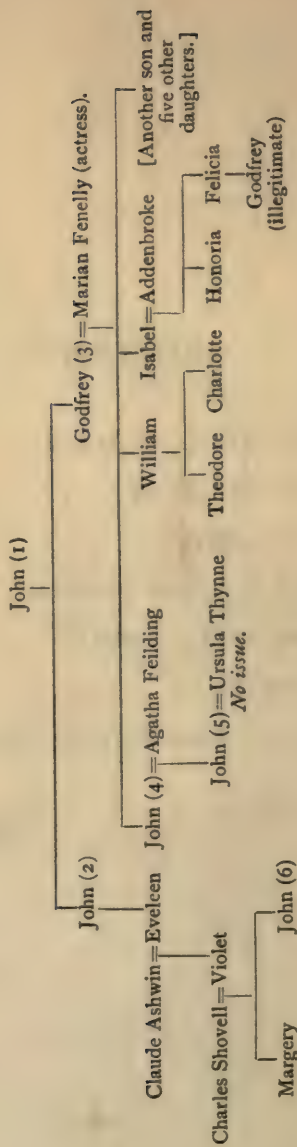 John (1)
John (2)
Godfrey (3)=Marian Fenelly (actress).
Claude Ashwin=Eveleen
John (4)=Agatha Feilding
William
Isabel=Addenbroke
[Another son and
five other
daughters.]
Charles Shovell=Violet
John (5)=Ursula Thynne
No issue.
Theodore
Charlotte
Honoria
Felicia
Margery
John (6)
Godfrey
(illegitimate)